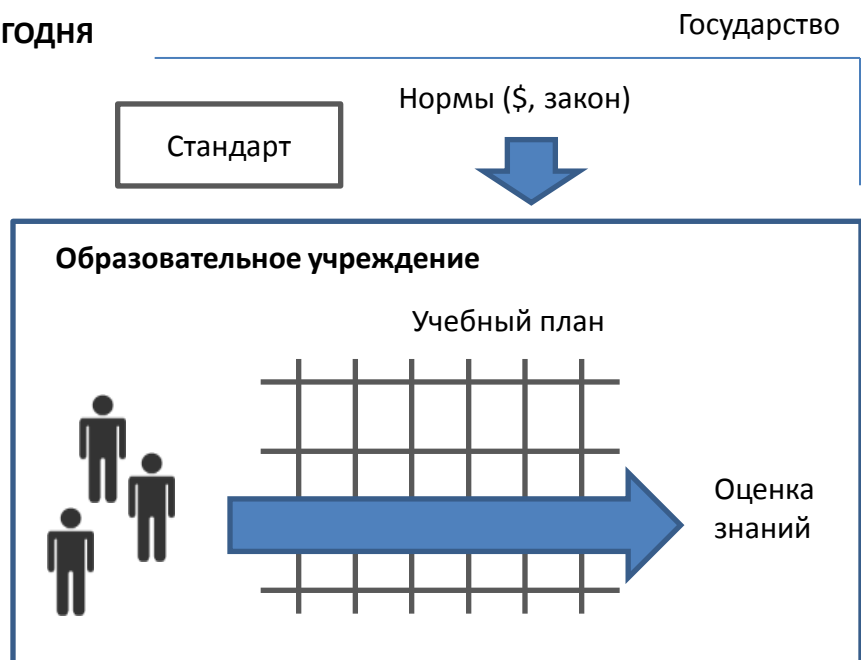 годня
Государство
Нормы ($, закон)
Стандарт
Образовательное учреждение
Учебный план
Оценка
знаний